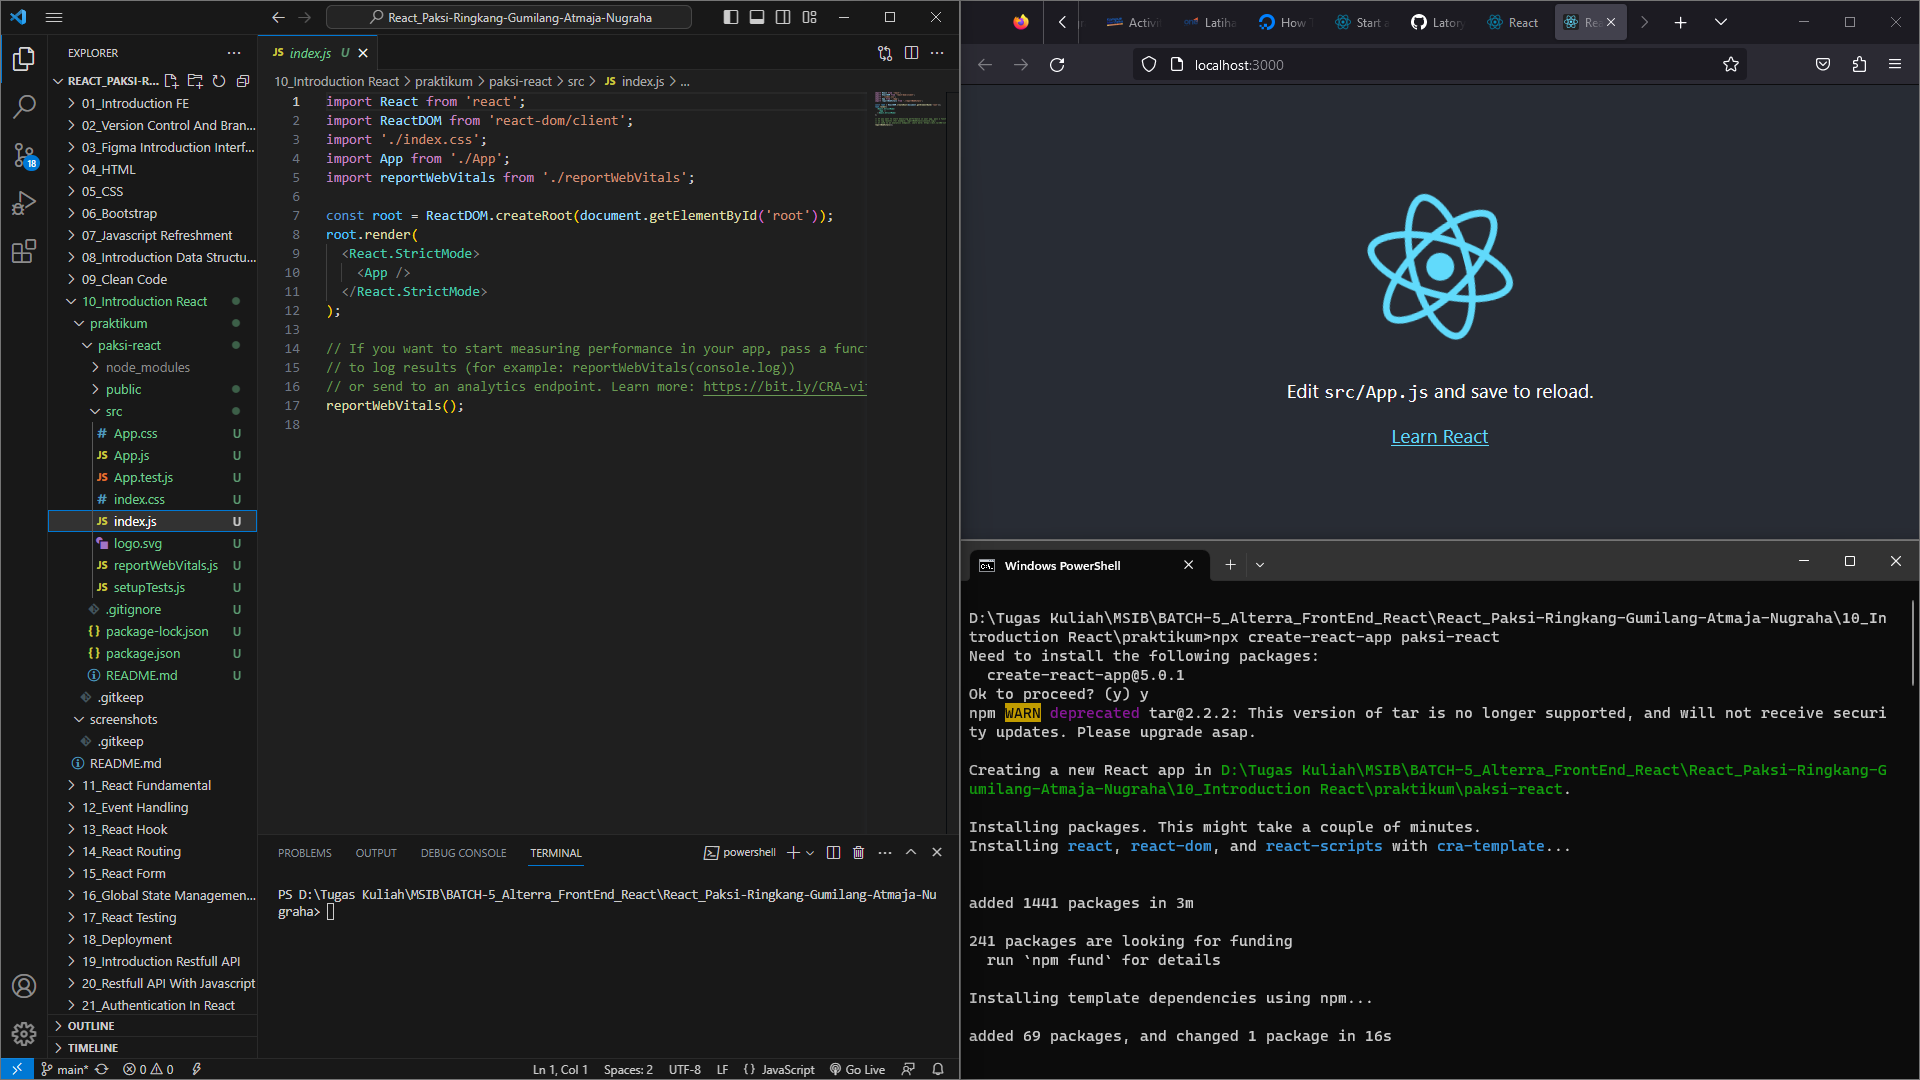 React_Paksi-Ringkang-Gumilang-Atmaja-Nugraha
EXPLORER
REACT_PAKSI-R...
01_Introduction FE
02_Version Control And Bran...
03_Figma Introduction Interf...
04_HTML
05_CSS
06_Bootstrap
07_Javascript Refreshment
08_Introduction Data Structu...
09_Clean Code
10_Introduction React
praktikum
paksi-react
node_modules
public
src
# App.css U
JS App.js U
JS App.test.js U
# index.css U
JS index.js U
logo.svg U
JS reportWebVitals.js U
JS setupTests.js U
.gitignore U
{} package-lock.json U
{} package.json U
README.md U
.gitkeep
screenshots
.gitkeep
README.md
11_React Fundamental
12_Event Handling
13_React Hook
14_React Routing
15_React Form
16_Global State Managemen...
17_React Testing
18_Deployment
19_Introduction Restfull API
20_Restfull API With Javascript
21_Authentication In React
OUTLINE
TIMELINE
18
JS index.js U
10_Introduction React > praktikum > paksi-react > src > JS index.js > ...
1 import React from 'react';
2 import ReactDOM from 'react-dom/client';
3 import './index.css';
4 import App from './App';
5 import reportWebVitals from './reportWebVitals';
6
7 const root = ReactDOM.createRoot(document.getElementById('root'));
8 root.render(
9 <React.StrictMode>
10 <App />
11 </React.StrictMode>
12 );
13
14 // If you want to start measuring performance in your app, pass a func
15 // to log results (for example: reportWebVitals(console.log))
16 // or send to an analytics endpoint. Learn more: https://bit.ly/CRA-vi
17 reportWebVitals();
18
PROBLEMS OUTPUT DEBUG CONSOLE TERMINAL
powershell
PS D:\Tugas Kuliah\MSIB\BATCH-5_Alterra_FrontEnd_React\React_Paksi-Ringkang-Gumilang-Atmaja-Nu
graha>
main* 0 0
Ln 1, Col 1 Spaces: 2 UTF-8 LF {} JavaScript Go Live
Activi Latiha How Start a Latory React Rea
localhost:3000
Edit src/App.js and save to reload.
Learn React
Windows PowerShell
D:\Tugas Kuliah\MSIB\BATCH-5_Alterra_FrontEnd_React\React_Paksi-Ringkang-Gumilang-Atmaja-Nugraha\10_In
troduction React\praktikum>npx create-react-app paksi-react
Need to install the following packages:
create-react-app@5.0.1
Ok to proceed? (y) y
npm WARN deprecated tar@2.2.2: This version of tar is no longer supported, and will not receive securi
ty updates. Please upgrade asap.
Creating a new React app in D:\Tugas Kuliah\MSIB\BATCH-5_Alterra_FrontEnd_React\React_Paksi-Ringkang-G
umilang-Atmaja-Nugraha\10_Introduction React\praktikum\paksi-react.
Installing packages. This might take a couple of minutes.
Installing react, react-dom, and react-scripts with cra-template...
added 1441 packages in 3m
241 packages are looking for funding
run `npm fund` for details
Installing template dependencies using npm...
added 69 packages, and changed 1 package in 16s